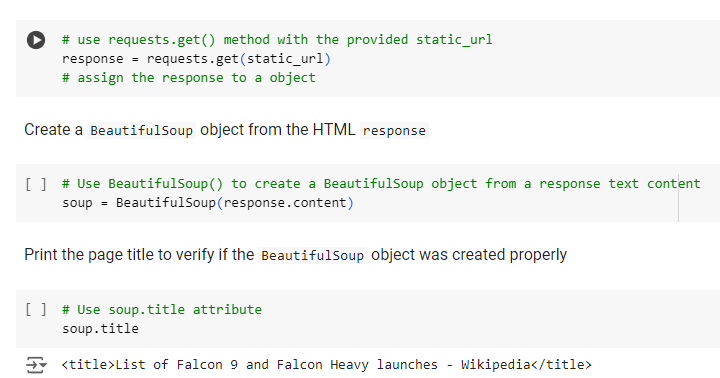 # use requests.get() method with the provided static_url
response = requests.get(static_url)
# assign the response to a object
Create a BeautifulSoup object from the HTML response
[ ] # Use BeautifulSoup() to create a BeautifulSoup object from a response text content
soup = BeautifulSoup(response.content)
Print the page title to verify if the BeautifulSoup object was created properly
[ ] # Use soup.title attribute
soup.title
<title>List of Falcon 9 and Falcon Heavy launches - Wikipedia</title>